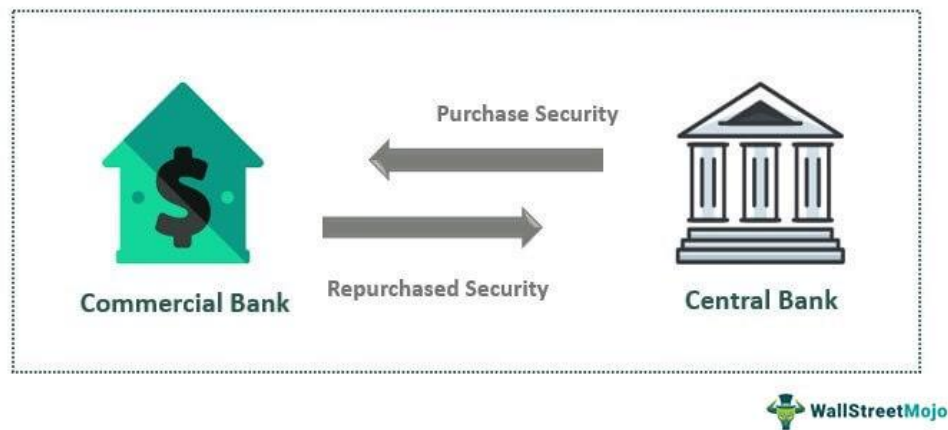 Purchase Security
$
Repurchased Security
Commercial Bank
Central Bank
WallStreetMojo